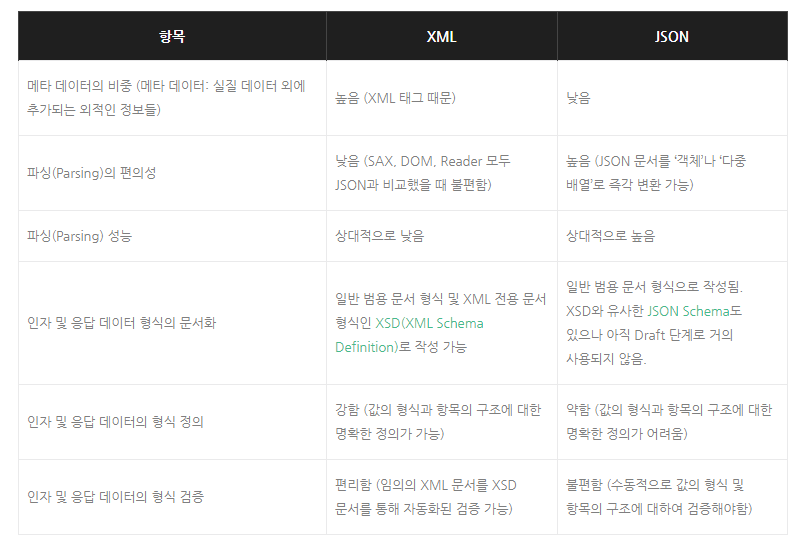 항목 XML JSON
메타 데이터의 비중 (메타 데이터: 실질 데이터 외에
추가되는 외적인 정보들)
높음 (XML 태그 때문)
낮음
파싱(Parsing)의 편의성
낮음 (SAX, DOM, Reader 모두
JSON과 비교했을 때 불편함)
높음 (JSON 문서를 ‘객체’나 ‘다중
배열’로 즉각 변환 가능)
파싱(Parsing) 성능
상대적으로 낮음
상대적으로 높음
인자 및 응답 데이터 형식의 문서화
일반 범용 문서 형식 및 XML 전용 문서
형식인 XSD(XML Schema
Definition)로 작성 가능
일반 범용 문서 형식으로 작성됨.
XSD와 유사한 JSON Schema도
있으나 아직 Draft 단계로 거의
사용되지 않음.
인자 및 응답 데이터의 형식 정의
강함 (값의 형식과 항목의 구조에 대한
명확한 정의가 가능)
약함 (값의 형식과 항목의 구조에 대한
명확한 정의가 어려움)
인자 및 응답 데이터의 형식 검증
편리함 (임의의 XML 문서를 XSD
문서를 통해 자동화된 검증 가능)
불편함 (수동적으로 값의 형식 및
항목의 구조에 대하여 검증해야함)